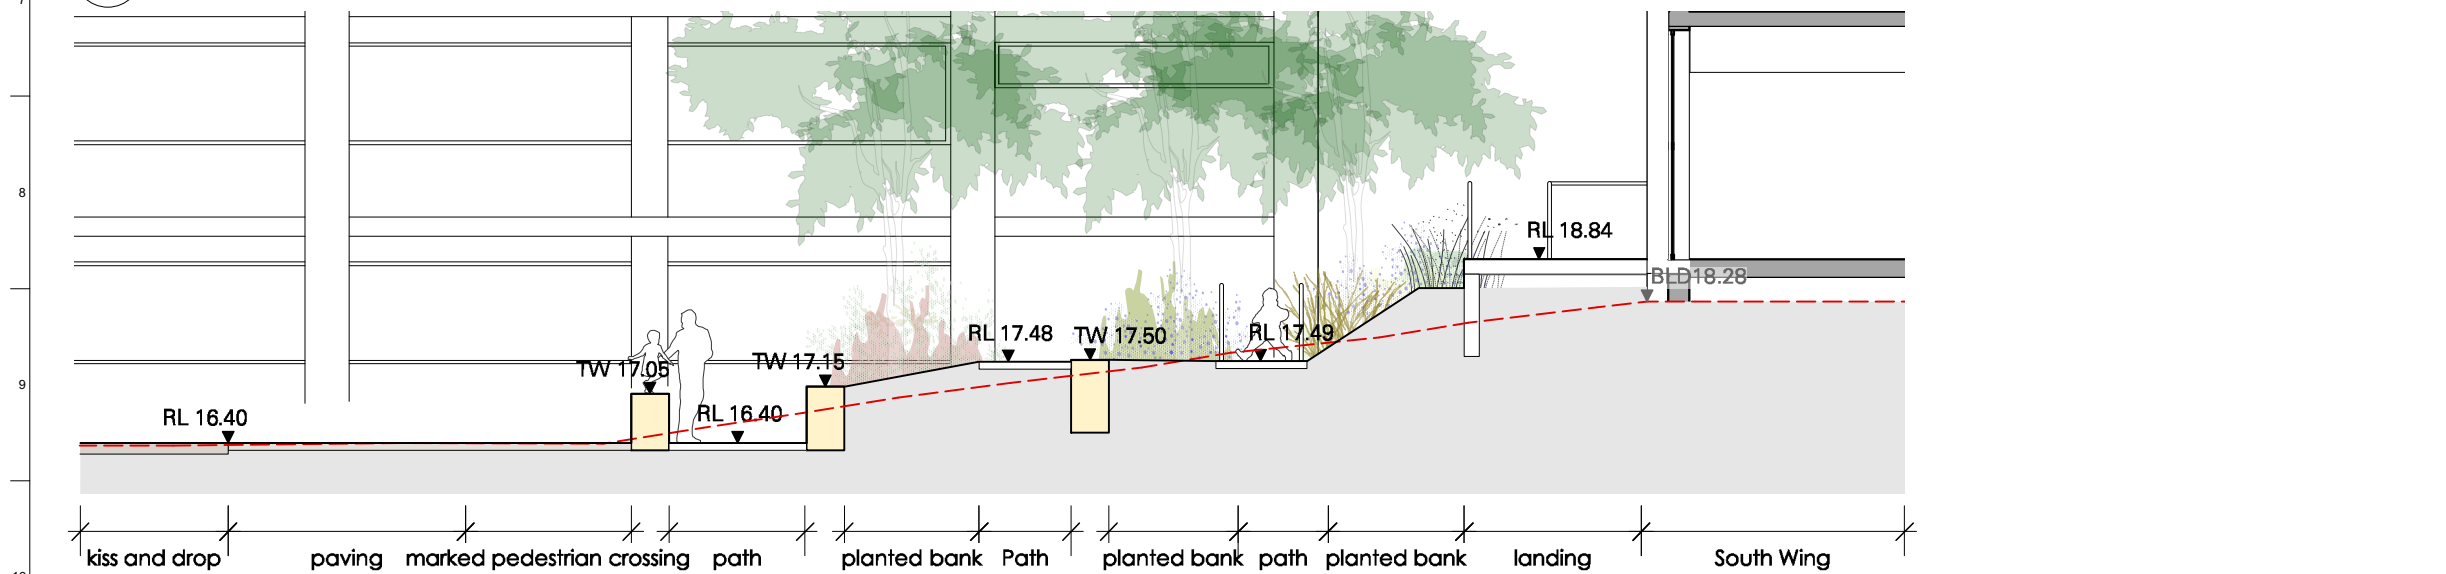 8
RL 18.84
BLD18.28
RL 17.48
TW 17.50
RL 17.49
TW 17.05
TW 17.15
9
RL 16.40
RL 16.40
kiss and drop
paving
marked pedestrian crossing
path
planted bank
Path
planted bank
path
planted bank
landing
South Wing